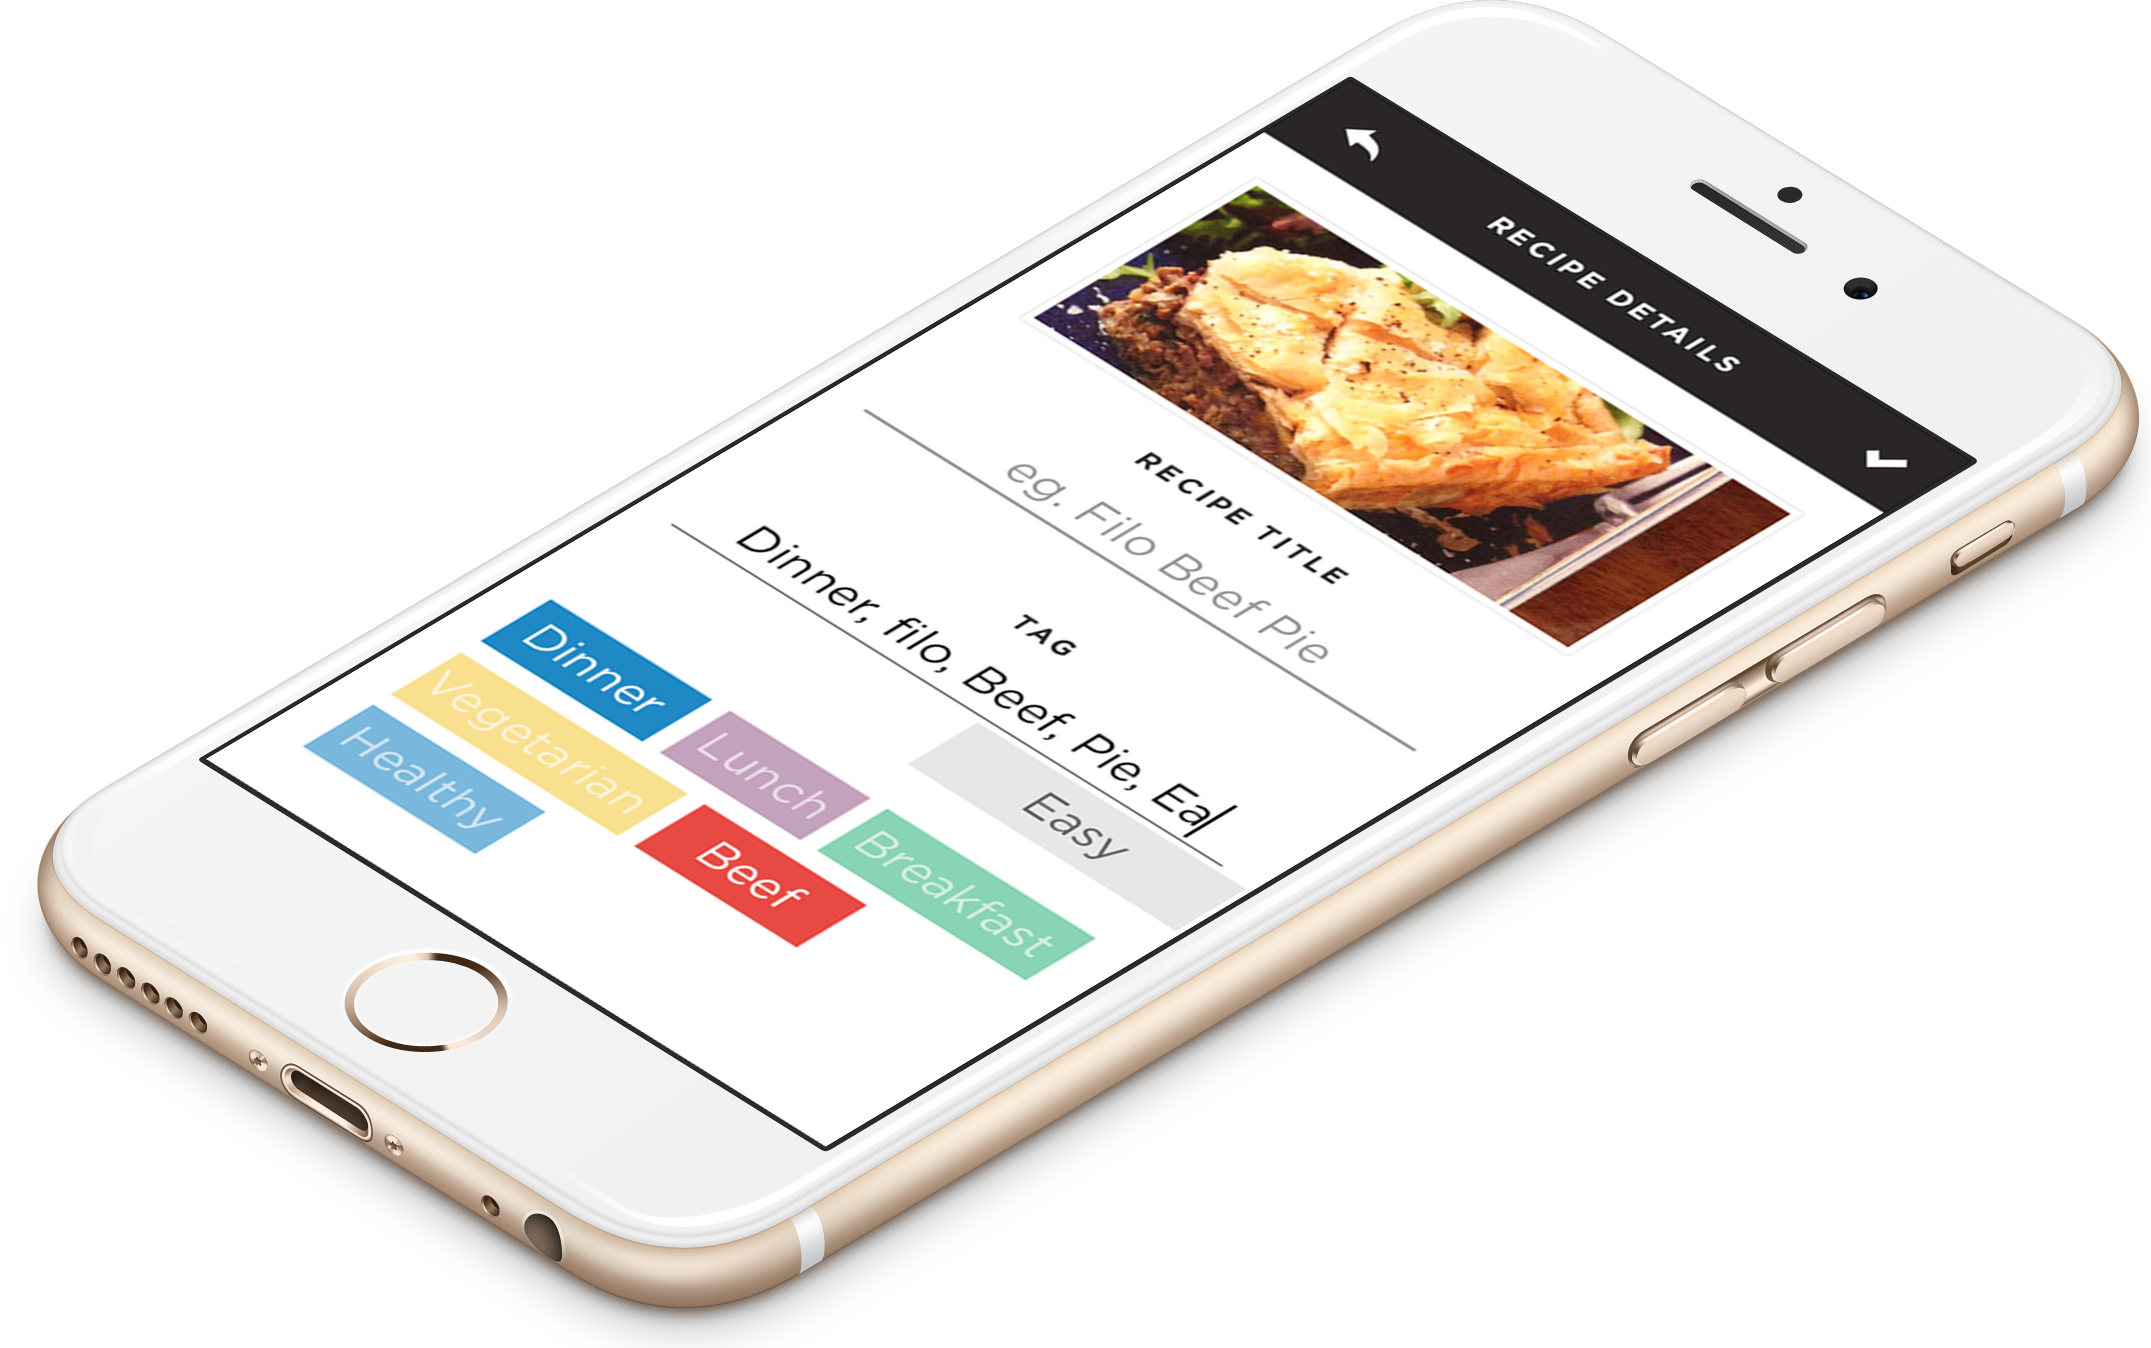 RECIPE DETAILS
RECIPE TITLE
eg. Filo Beef Pie
TAG
Dinner, filo, Beef, Pie, Ea
Easy
Dinner Lunch Breakfast
Vegetarian Beef
Healthy